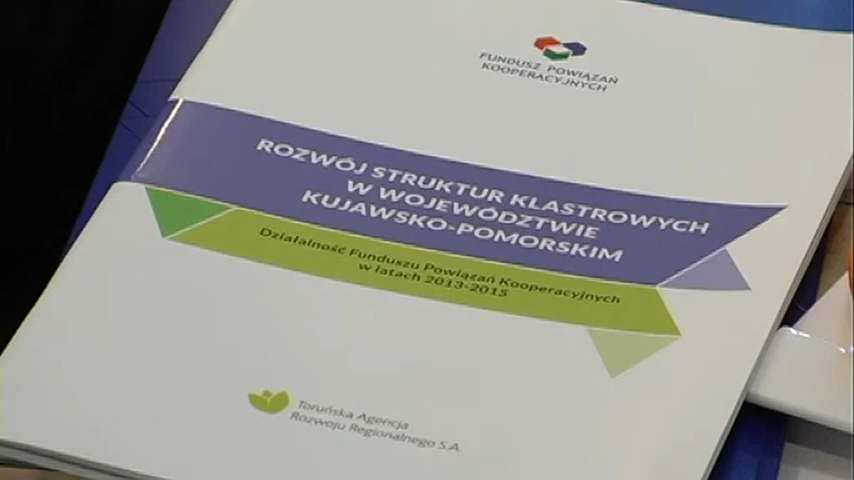 FUNDUSZ POWIĄZAŃ
KOOPERACYJNYCH
ROZWÓJ STRUKTUR KLASTROWYCH
W WOJEWÓDZTWIE
KUJAWSKO-POMORSKIM
Działalność Funduszu Powiązań Kooperacyjnych
w latach 2013-2015
Toruńska Agencja
Rozwoju Regionalnego S.A.